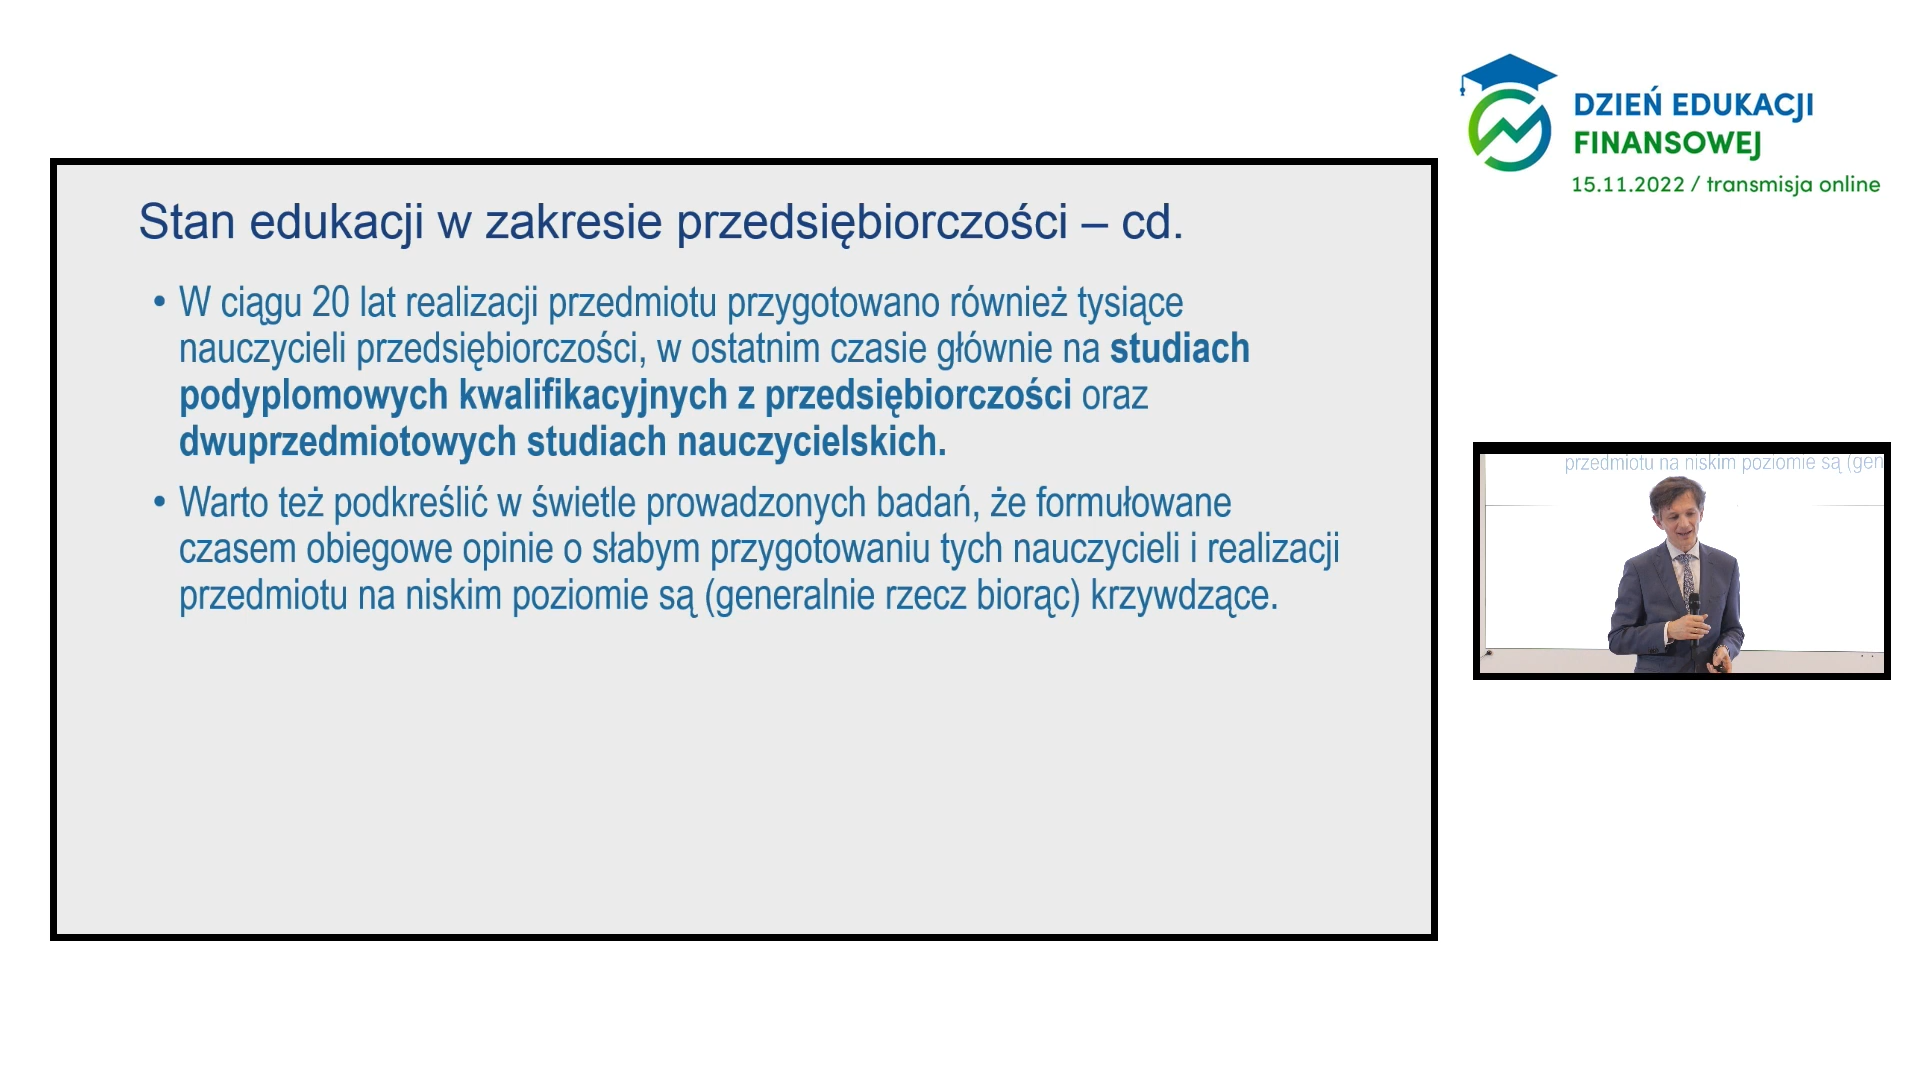 DZIEŃ EDUKACJI
FINANSOWEJ
15.11.2022 / transmisja online
Stan edukacji w zakresie przedsiębiorczości – cd.
• W ciągu 20 lat realizacji przedmiotu przygotowano również tysiące
nauczycieli przedsiębiorczości, w ostatnim czasie głównie na studiach
podyplomowych kwalifikacyjnych z przedsiębiorczości oraz
dwuprzedmiotowych studiach nauczycielskich.
• Warto też podkreślić w świetle prowadzonych badań, że formułowane
czasem obiegowe opinie o słabym przygotowaniu tych nauczycieli i realizacji
przedmiotu na niskim poziomie są (generalnie rzecz biorąc) krzywdzące.
przedmiotu na niskim poziomie są (gen